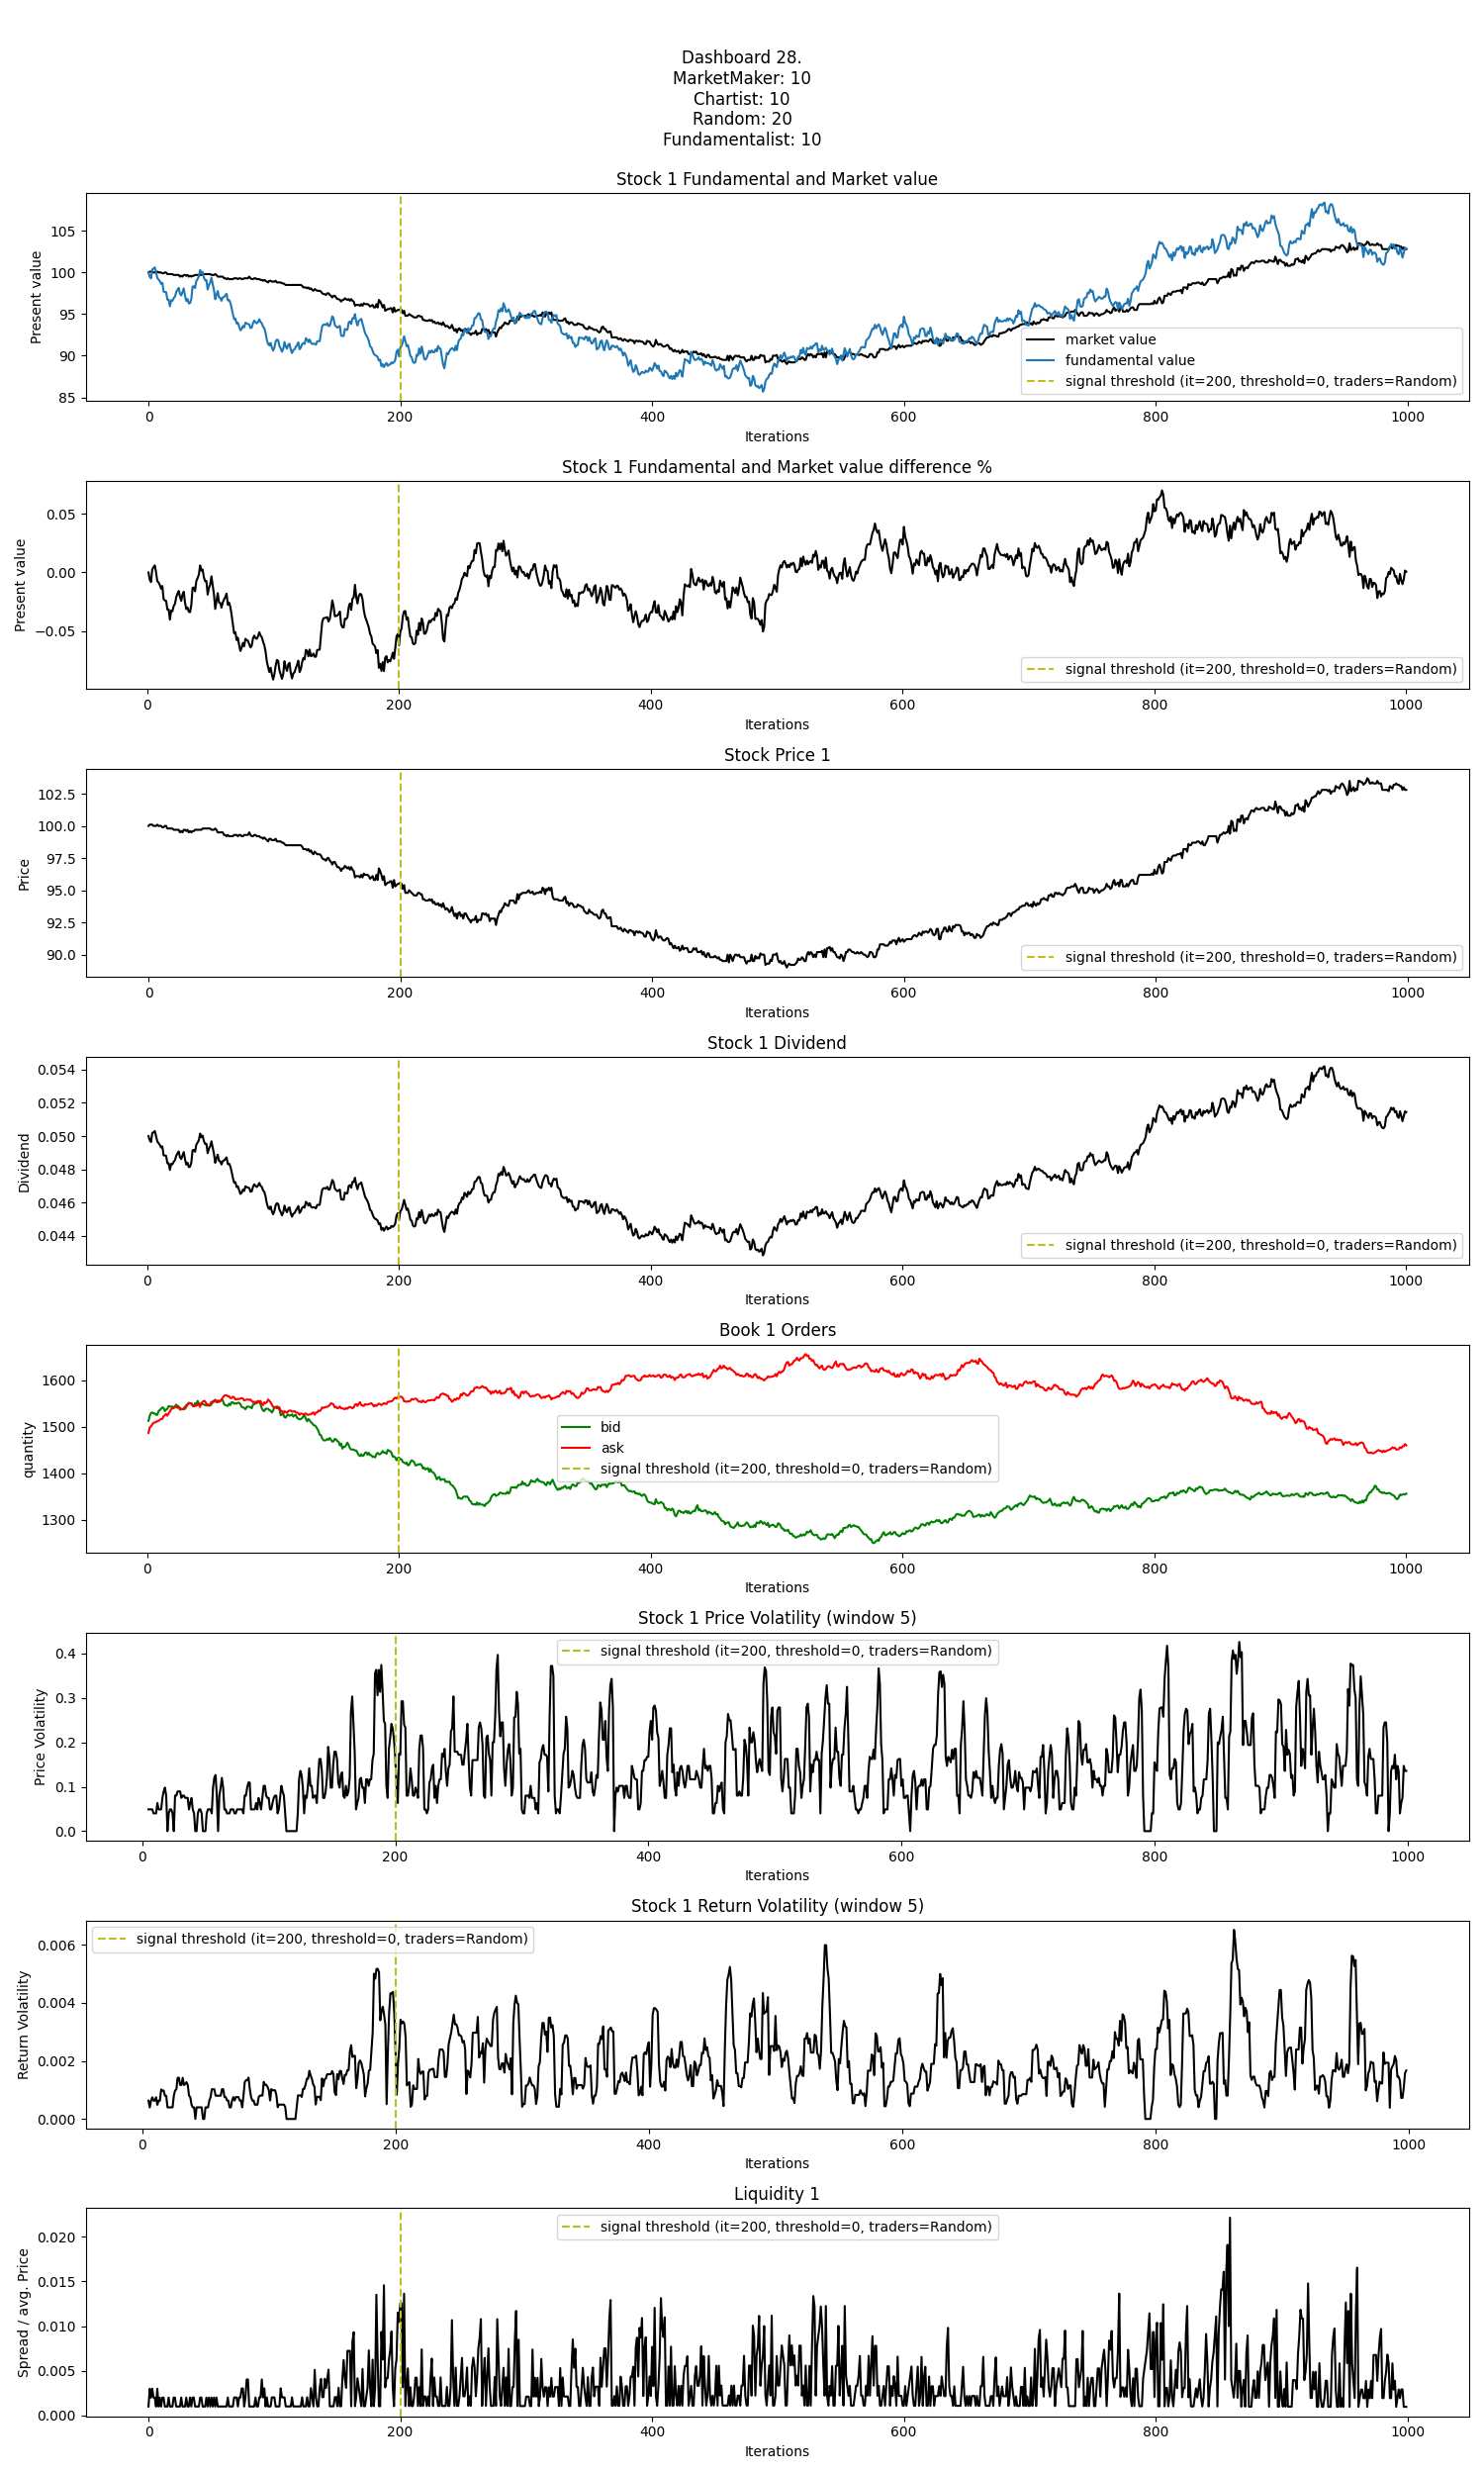 Dashboard 28.
MarketMaker: 10
Chartist: 10
Random: 20
Fundamentalist: 10
Stock 1 Fundamental and Market value
Present value
105
100
95
90
85
market value
fundamental value
signal threshold (it=200, threshold=0, traders=Random)
0 200 400 600 800 1000
Iterations
Stock 1 Fundamental and Market value difference %
Present value
0.05
0.00
−0.05
signal threshold (it=200, threshold=0, traders=Random)
0 200 400 600 800 1000
Iterations
Stock Price 1
Price
102.5
100.0
97.5
95.0
92.5
90.0
signal threshold (it=200, threshold=0, traders=Random)
0 200 400 600 800 1000
Iterations
Stock 1 Dividend
Dividend
0.054
0.052
0.050
0.048
0.046
0.044
signal threshold (it=200, threshold=0, traders=Random)
0 200 400 600 800 1000
Iterations
Book 1 Orders
quantity
1600
1500
1400
1300
bid
ask
signal threshold (it=200, threshold=0, traders=Random)
0 200 400 600 800 1000
Iterations
Stock 1 Price Volatility (window 5)
Price Volatility
0.4
0.3
0.2
0.1
0.0
signal threshold (it=200, threshold=0, traders=Random)
0 200 400 600 800 1000
Iterations
Stock 1 Return Volatility (window 5)
Return Volatility
0.006
0.004
0.002
0.000
signal threshold (it=200, threshold=0, traders=Random)
0 200 400 600 800 1000
Iterations
Liquidity 1
Spread / avg. Price
0.020
0.015
0.010
0.005
0.000
signal threshold (it=200, threshold=0, traders=Random)
0 200 400 600 800 1000
Iterations